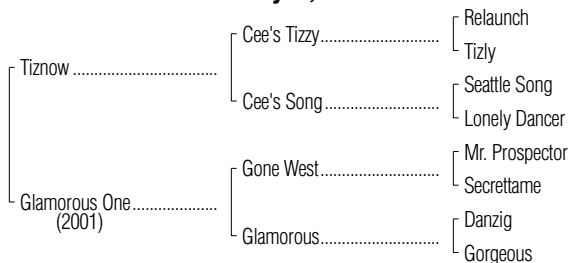 Relaunch
Cee's Tizzy
Tizly
Tiznow
Seattle Song
Cee's Song
Lonely Dancer
Mr. Prospector
Gone West
Secrettame
Glamorous One
(2001)
Danzig
Glamorous
Gorgeous